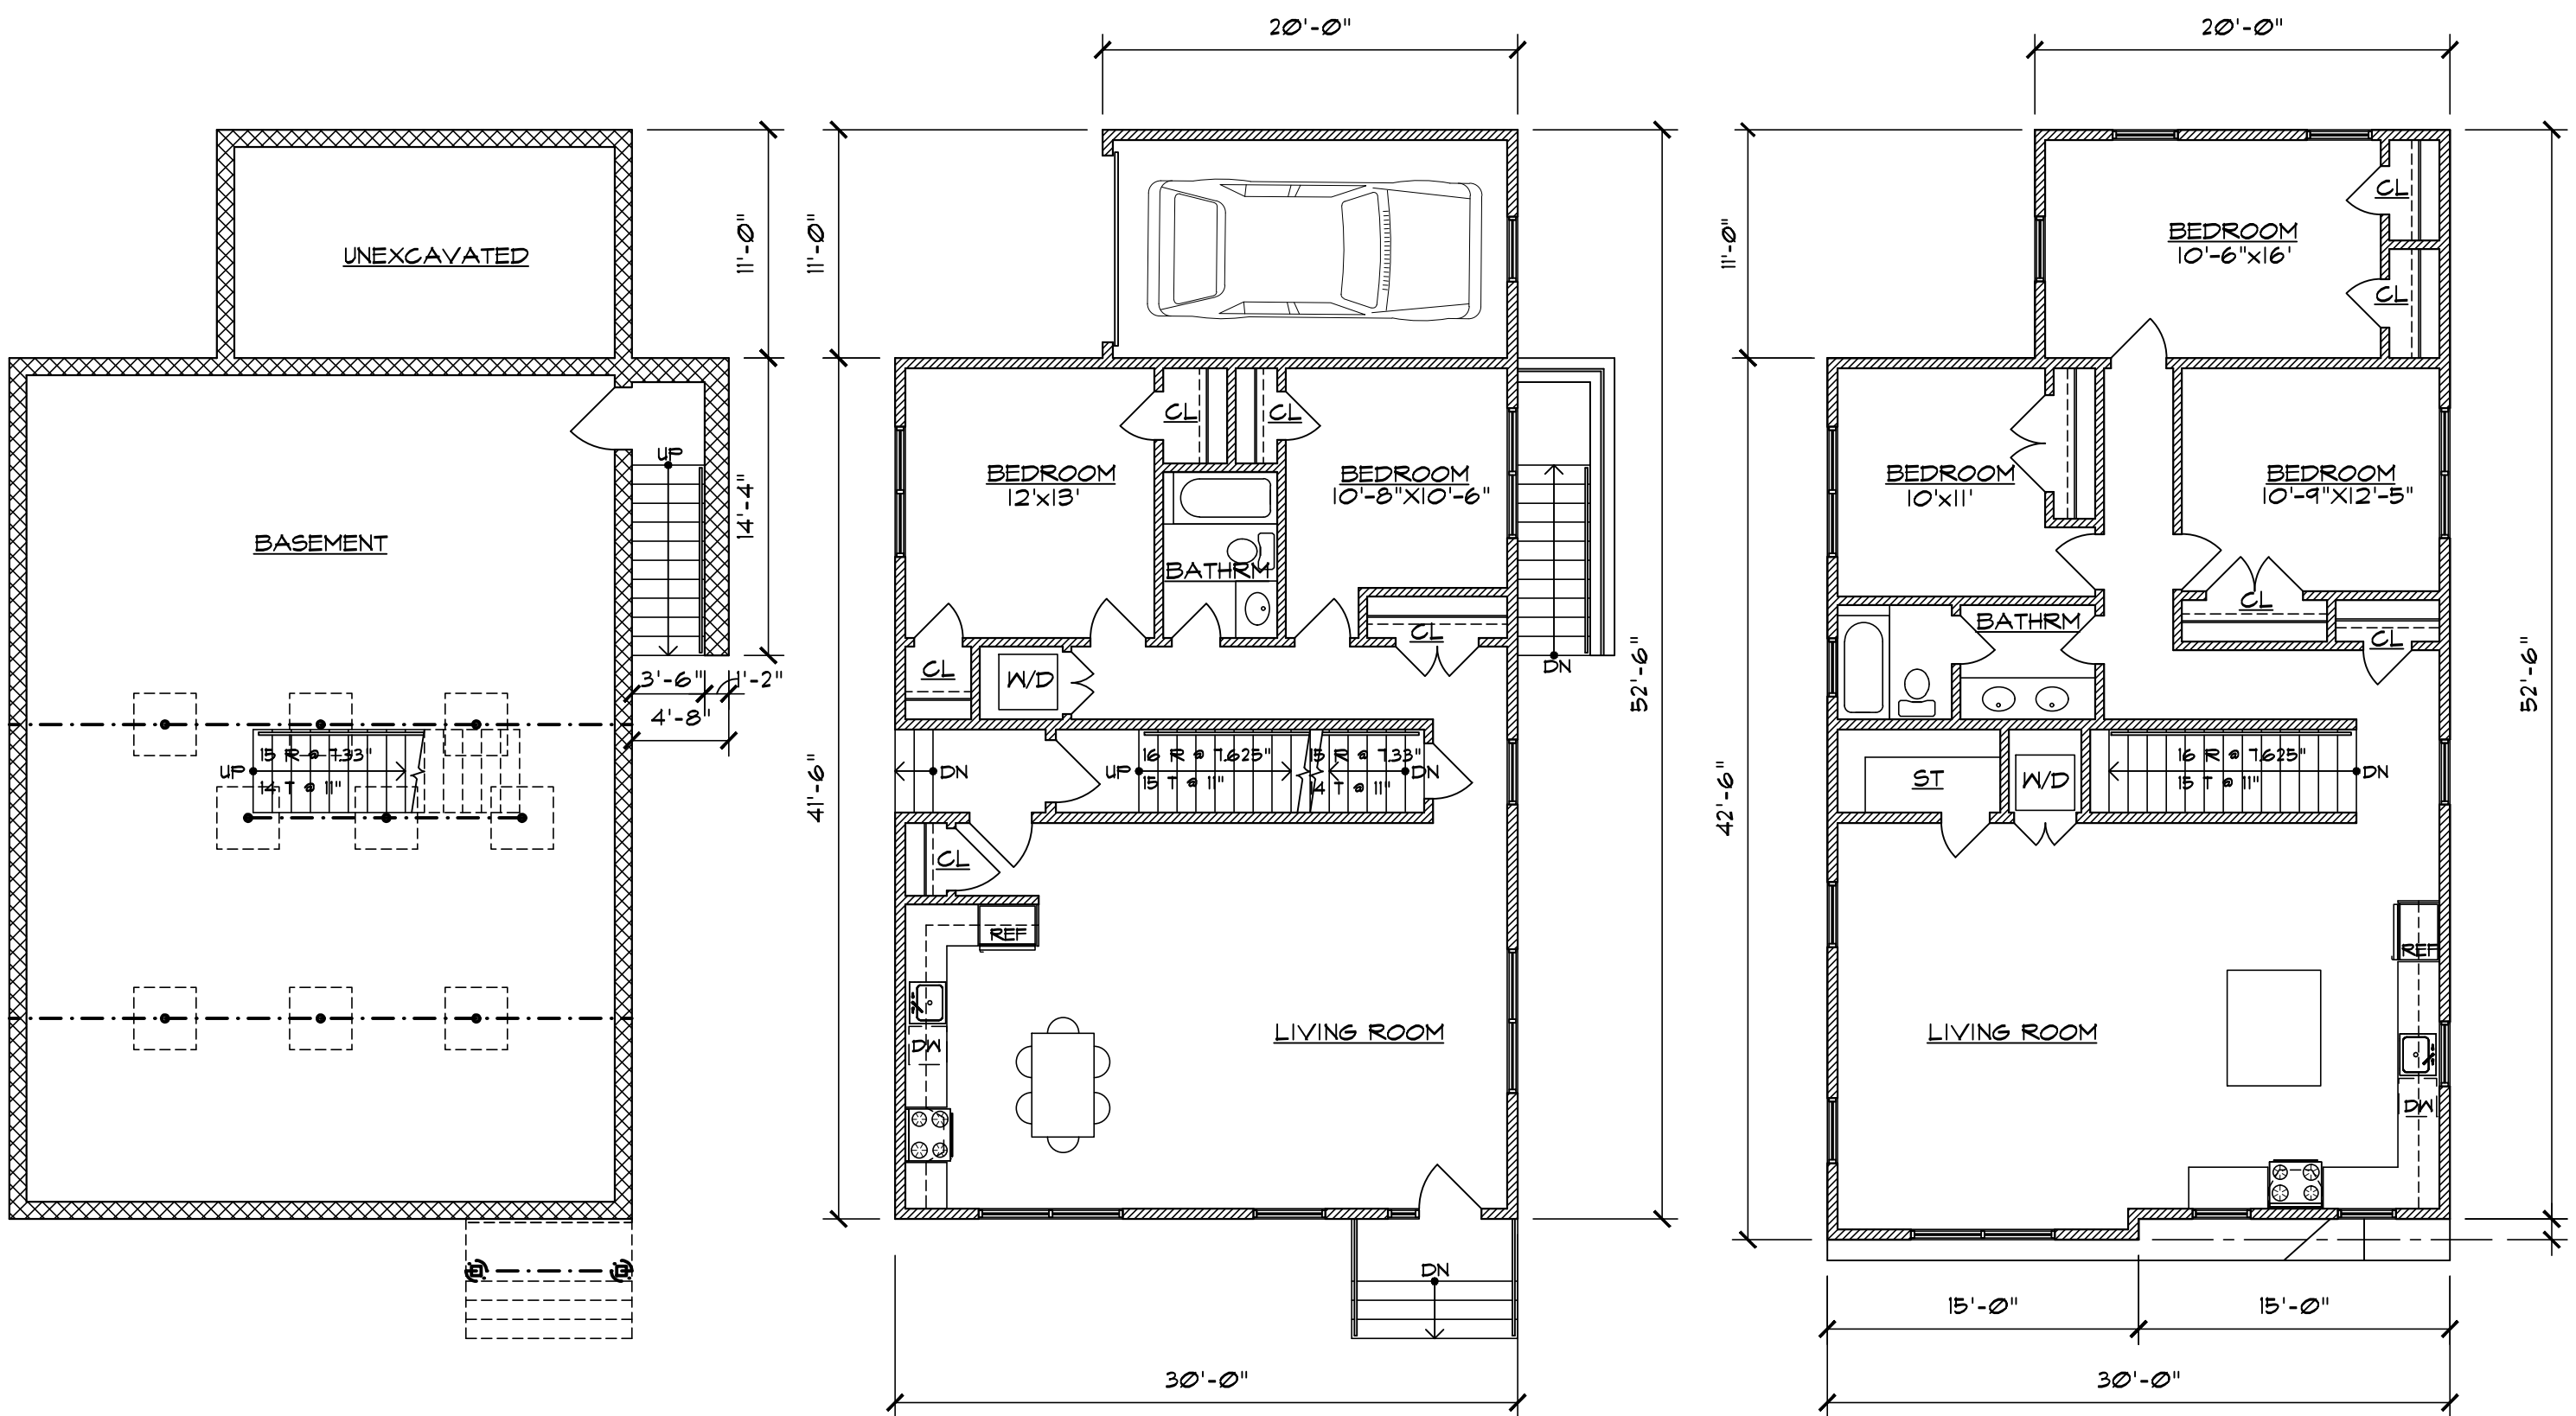 20'-0"
20'-0"
UNEXCAVATED
11'-0"
BASEMENT
UP
14'-4"
3'-6"
1'-2"
4'-8"
15 R @ 7.33"
UP
14 T @ 11"
11'-0"
BEDROOM
12'x13'
CL
CL
BEDROOM
10'-8"X10'-6"
BATHRM
CL
CL
W/D
DN
52'-6"
41'-6"
DN
UP
16 R @ 7.625"
15 T @ 11"
15 R @ 7.33"
14 T @ 11"
DN
CL
REF
DW
LIVING ROOM
DN
30'-0"
11'-0"
BEDROOM
10'-6"x16'
CL
CL
BEDROOM
10'x11'
BEDROOM
10'-9"X12'-5"
CL
BATHRM
CL
52'-6"
42'-6"
ST
W/D
16 R @ 7.625"
15 T @ 11"
DN
REF
LIVING ROOM
DW
15'-0"
15'-0"
30'-0"